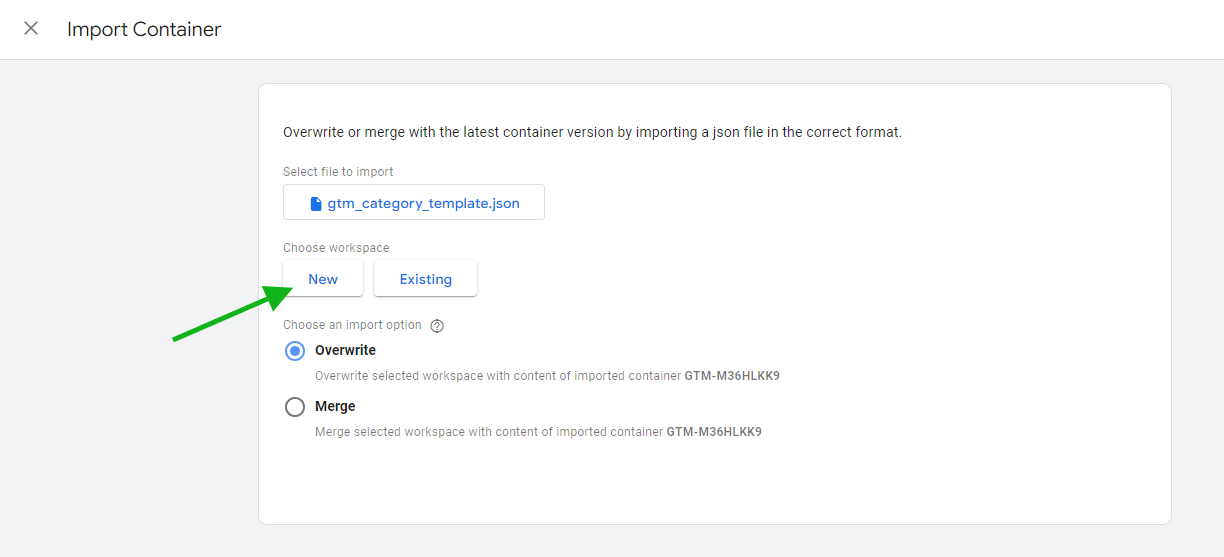 Import Container
Overwrite or merge with the latest container version by importing a json file in the correct format.
Select file to import
gtm_category_template.json
Choose workspace
New Existing
Choose an import option ?
Overwrite
Overwrite selected workspace with content of imported container GTM-M36HLKK9
Merge
Merge selected workspace with content of imported container GTM-M36HLKK9